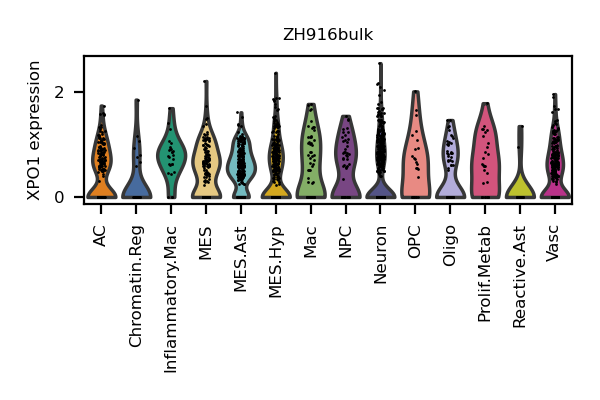 ZH916bulk
XPO1 expression
2
0
AC
Chromatin.Reg
Inflammatory.Mac
MES
MES.Ast
MES.Hyp
Mac
NPC
Neuron
OPC
Oligo
Prolif.Metab
Reactive.Ast
Vasc